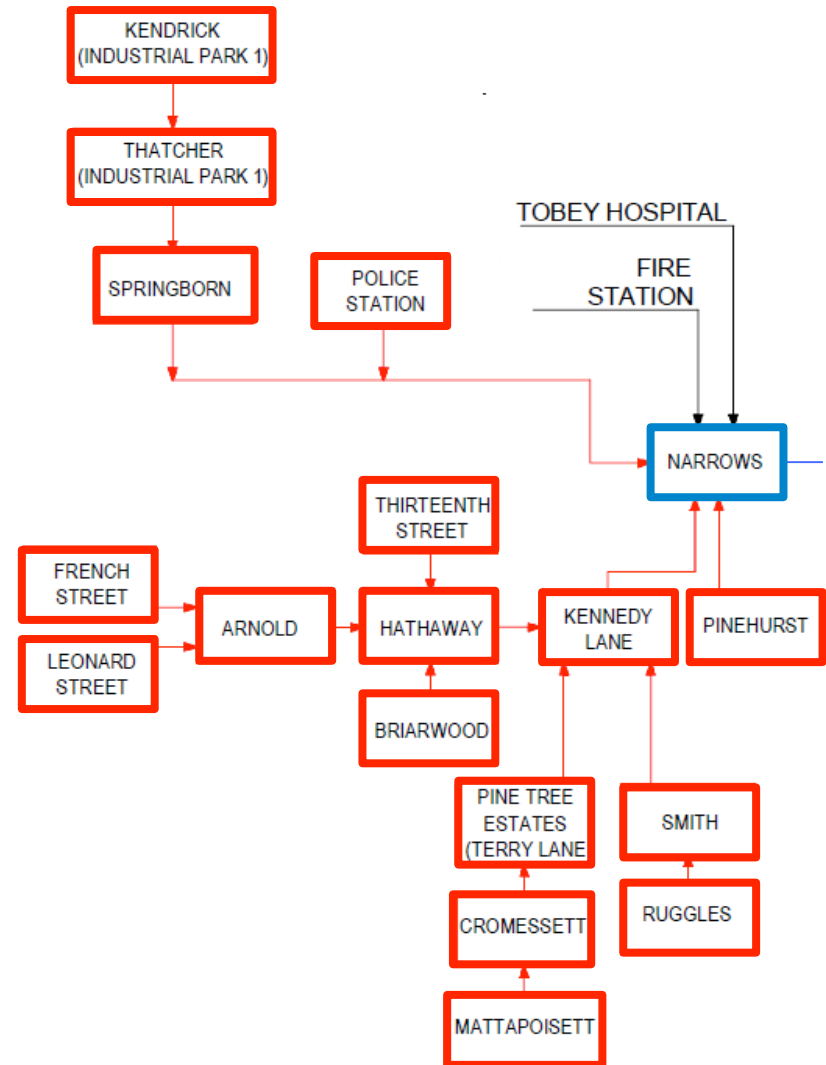 KENDRICK
(INDUSTRIAL PARK 1)
THATCHER
(INDUSTRIAL PARK 1)
TOBEY HOSPITAL
FIRE
STATION
SPRINGBORN
POLICE
STATION
NARROWS
THIRTEENTH
STREET
FRENCH
STREET
ARNOLD
HATHAWAY
KENNEDY
LANE
PINEHURST
LEONARD
STREET
BRIARWOOD
PINE TREE
ESTATES
(TERRY LANE
SMITH
CROMESSETT
RUGGLES
MATTAPOISETT